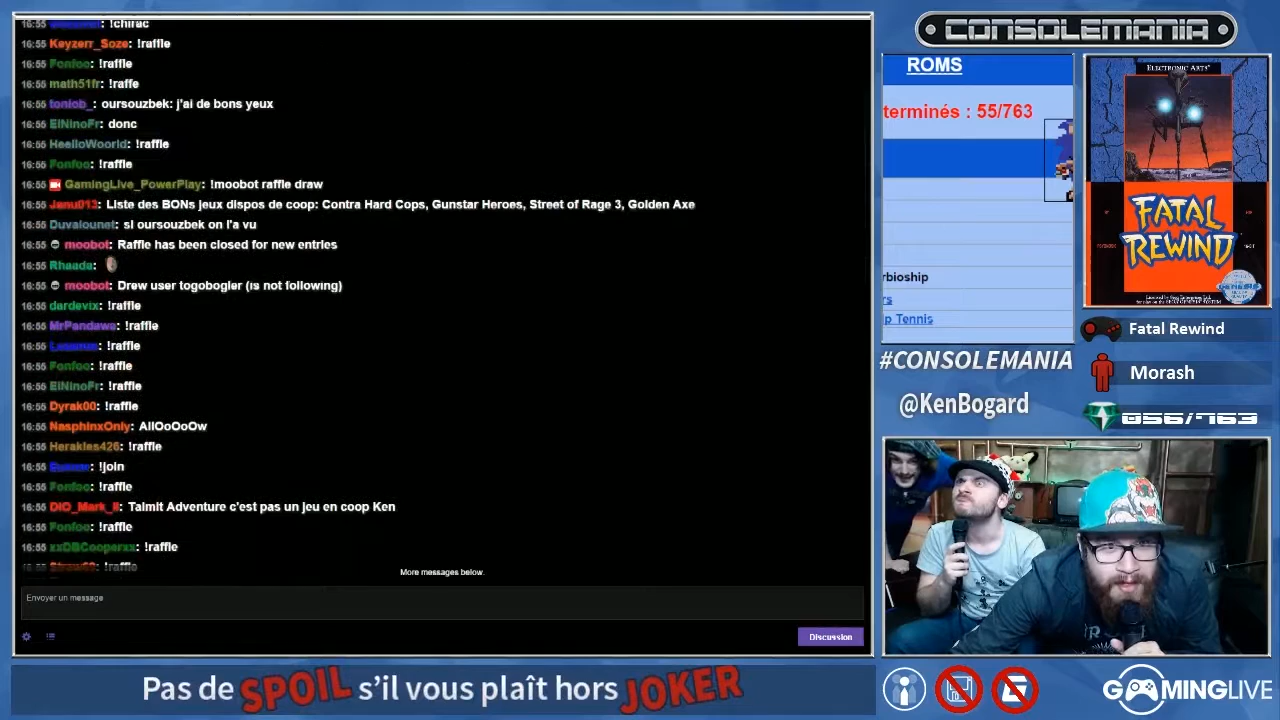 16:55 : !chirac
16:55 Keyzerr_Soze: !raffle
16:55 Fonfoo: !raffle
16:55 math51fr: !raffe
16:55 toniob_: oursouzbek: j'ai de bons yeux
16:55 ElNinoFr: donc
16:55 HeelloWoorld: !raffle
16:55 Fonfoo: !raffle
16:55 GamingLive_PowerPlay: !moobot raffle draw
16:55 Janu013: Liste des BONs jeux dispos de coop: Contra Hard Cops, Gunstar Heroes, Street of Rage 3, Golden Axe
16:55 Duvalounet: si oursouzbek on l'a vu
16:55 moobot: Raffle has been closed for new entries
16:55 Rhaada:
16:55 moobot: Drew user togobogler (is not following)
16:55 dardevix: !raffle
16:55 MrPandawa: !raffle
16:55 : !raffle
16:55 Fonfoo: !raffle
16:55 ElNinoFr: !raffle
16:55 Dyrak00: !raffle
16:55 NasphinxOnly: AllOoOoOw
16:55 Herakles426: !raffle
16:55 : !join
16:55 Fonfoo: !raffle
16:55 DIO_Mark_II: Talmit Adventure c'est pas un jeu en coop Ken
16:55 Fonfoo: !raffle
16:55 xxDBCooperxx: !raffle
: !raffle
More messages below.
Envoyer un message
Discussion
CONSOLEMANIA
ROMS
terminés : 55/763
rbioship
rs
p Tennis
#CONSOLEMANIA
@KenBogard
ELECTRONIC ARTS
FATAL
REWIND
GENESIS
Fatal Rewind
Morash
056/763
Pas de SPOIL s'il vous plaît hors JOKER
GAMINGLIVE